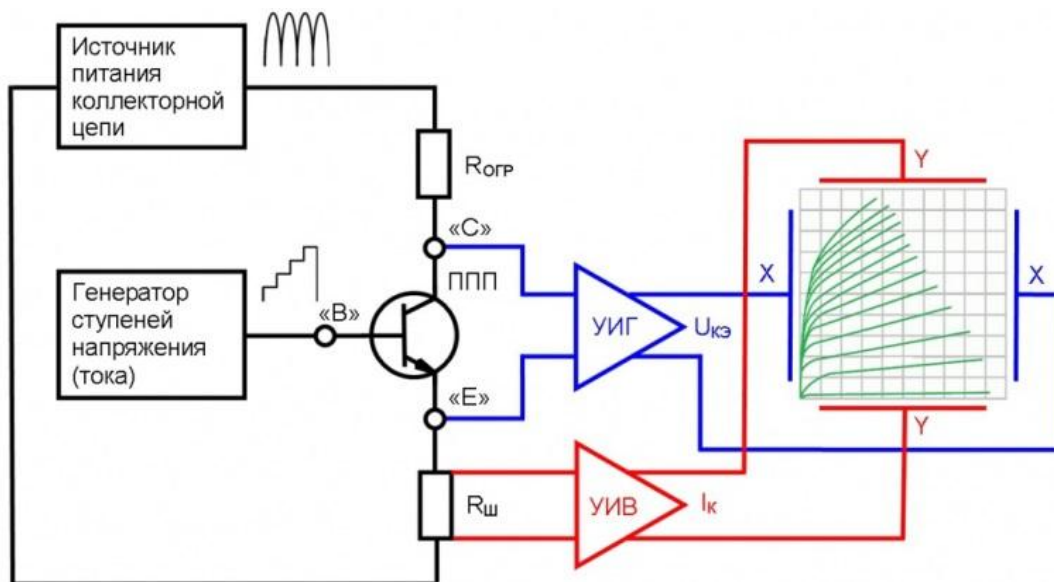 Источник
питания
коллекторной
цепи
RОГР
«C»
ППП
Генератор
ступеней
напряжения
(тока)
«B»
«E»
RШ
УИГ
UКЭ
УИВ
IК
Y
X
X
Y